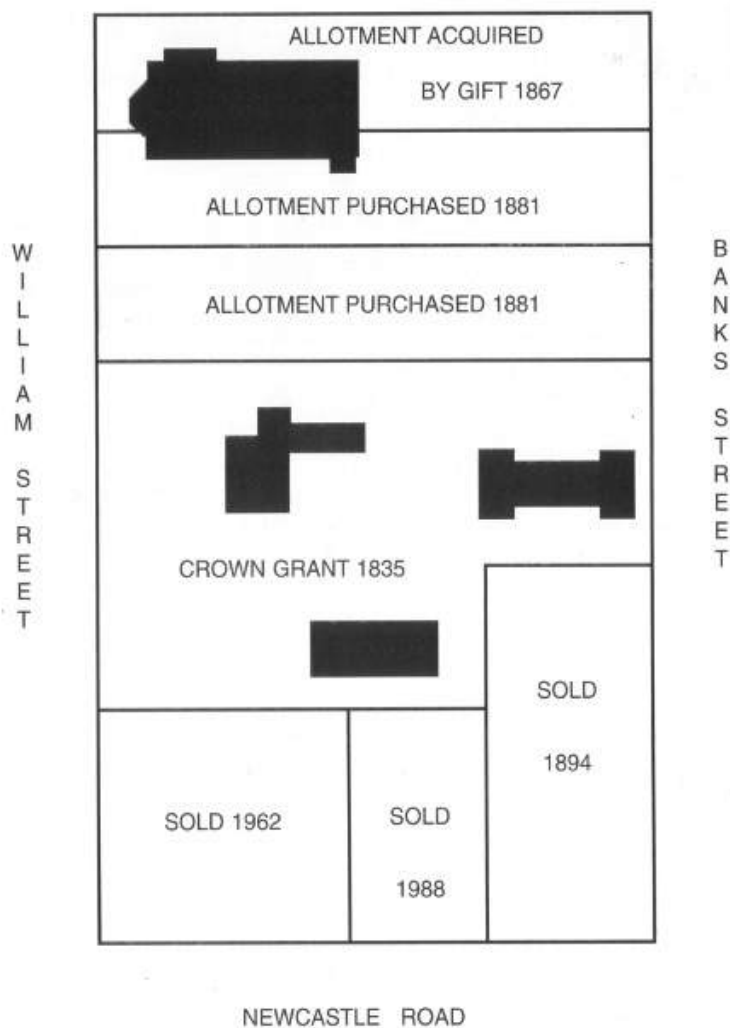 ALLOTMENT ACQUIRED
BY GIFT 1867
ALLOTMENT PURCHASED 1881
WILLIAM STREET
BANKS STREET
ALLOTMENT PURCHASED 1881
CROWN GRANT 1835
SOLD
1894
SOLD 1962
SOLD
1988
NEWCASTLE ROAD